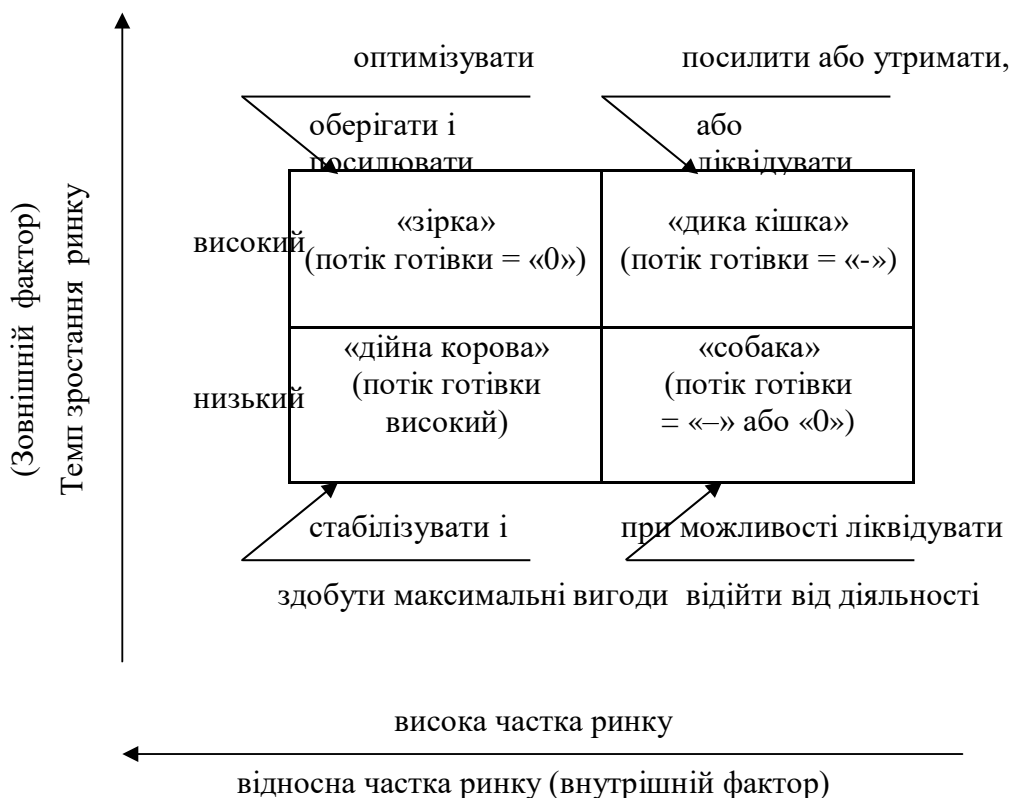 оптимізувати
посилити або утримати,
оберігати і
посилювати
або
ліквідувати
(Зовнішній фактор)
Темп зростання ринку
високий
«зірка»
(потік готівки = «0»)
«дика кішка»
(потік готівки = «-»)
низький
«дійна корова»
(потік готівки
високий)
«собака»
(потік готівки
= «–» або «0»)
стабілізувати і
при можливості ліквідувати
здобути максимальні вигоди
відійти від діяльності
висока частка ринку
відносна частка ринку (внутрішній фактор)